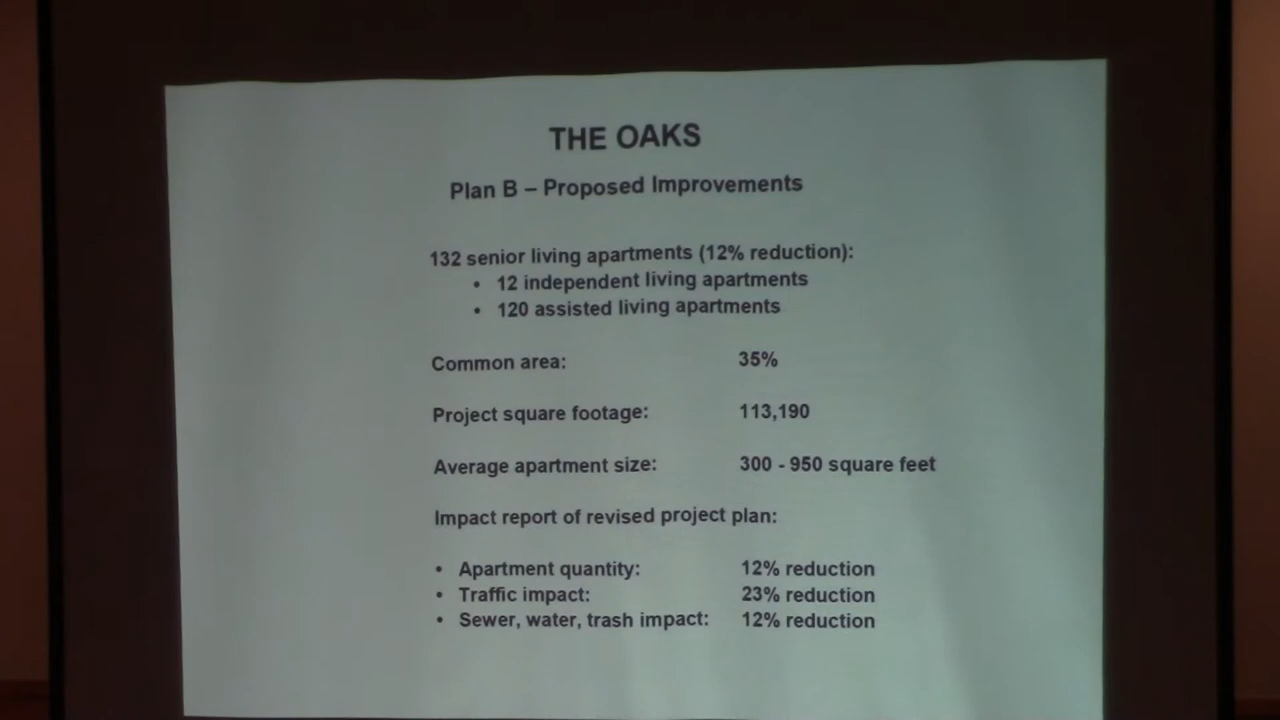 THE OAKS
Plan B – Proposed Improvements
132 senior living apartments (12% reduction):
• 12 independent living apartments
• 120 assisted living apartments
Common area: 35%
Project square footage: 113,190
Average apartment size: 300 - 950 square feet
Impact report of revised project plan:
• Apartment quantity: 12% reduction
• Traffic impact: 23% reduction
• Sewer, water, trash impact: 12% reduction